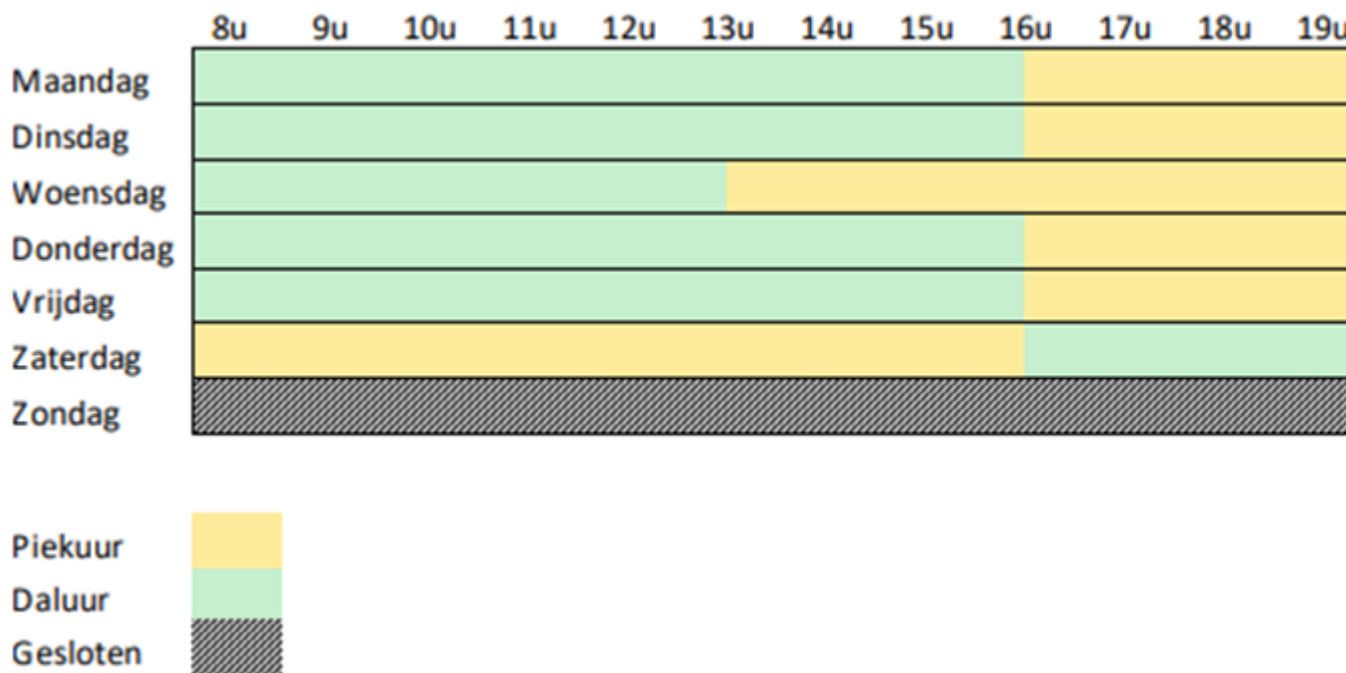 8u 9u 10u 11u 12u 13u 14u 15u 16u 17u 18u 19u
Maandag
Dinsdag
Woensdag
Donderdag
Vrijdag
Zaterdag
Zondag
Piekuur
Daluur
Gesloten